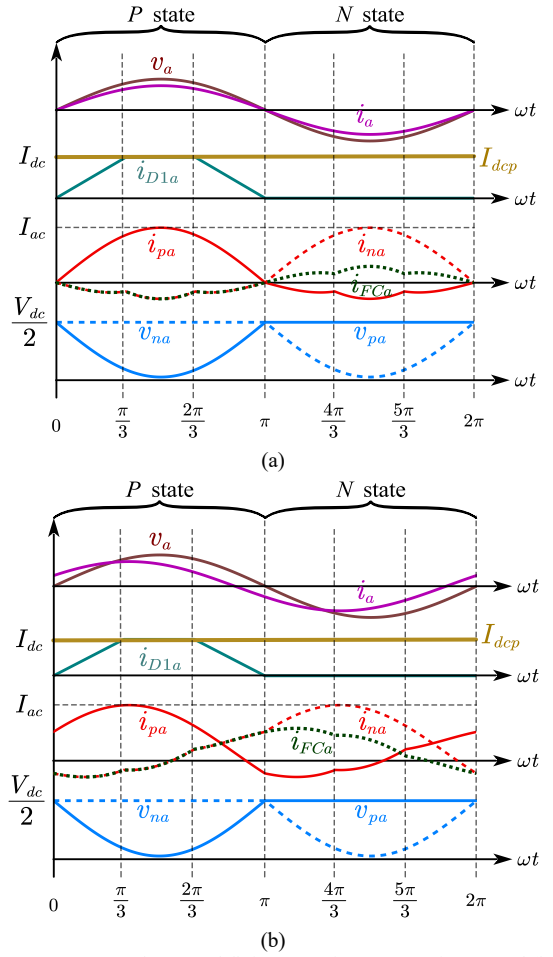 P state N state
v_a
i_a
ωt
I_dc
i_D1a
I_dcp
ωt
I_ac
i_pa
i_na
i_FCa
ωt
V_dc/2
v_na
v_pa
ωt
0 π/3 2π/3 π 4π/3 5π/3 2π
(a)
P state N state
v_a
i_a
ωt
I_dc
i_D1a
I_dcp
ωt
I_ac
i_pa
i_na
i_FCa
ωt
V_dc/2
v_na
v_pa
ωt
0 π/3 2π/3 π 4π/3 5π/3 2π
(b)